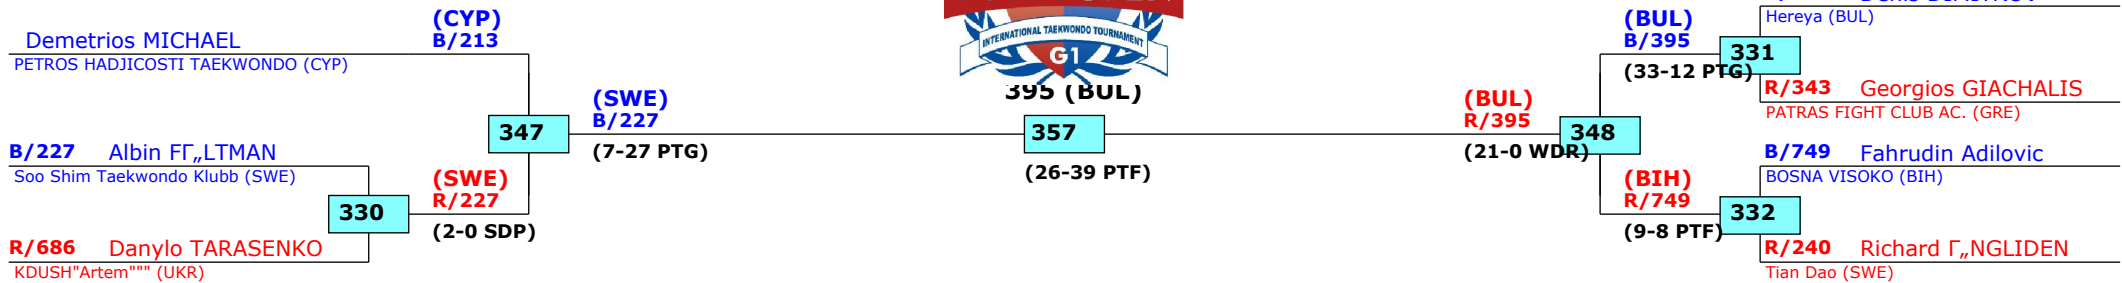 (CYP)
B/213
Demetrios MICHAEL
PETROS HADJICOSTI TAEKWONDO (CYP)
(SWE)
B/227
347
(7-27 PTG)
B/227 Albin FГ„LTMAN
Soo Shim Taekwondo Klubb (SWE)
(SWE)
R/227
330
(2-0 SDP)
R/686 Danylo TARASENKO
KDUSH"Artem""" (UKR)
INTERNATIONAL TAEKWONDO TOURNAMENT
G1
395 (BUL)
357
(26-39 PTF)
(BUL)
B/395
331
(33-12 PTG)
Hereya (BUL)
R/343 Georgios GIACHALIS
PATRAS FIGHT CLUB AC. (GRE)
(BUL)
R/395
348
(21-0 WDR)
B/749 Fahrudin Adilovic
BOSNA VISOKO (BIH)
(BIH)
R/749
332
(9-8 PTF)
R/240 Richard Г„NGLIDEN
Tian Dao (SWE)